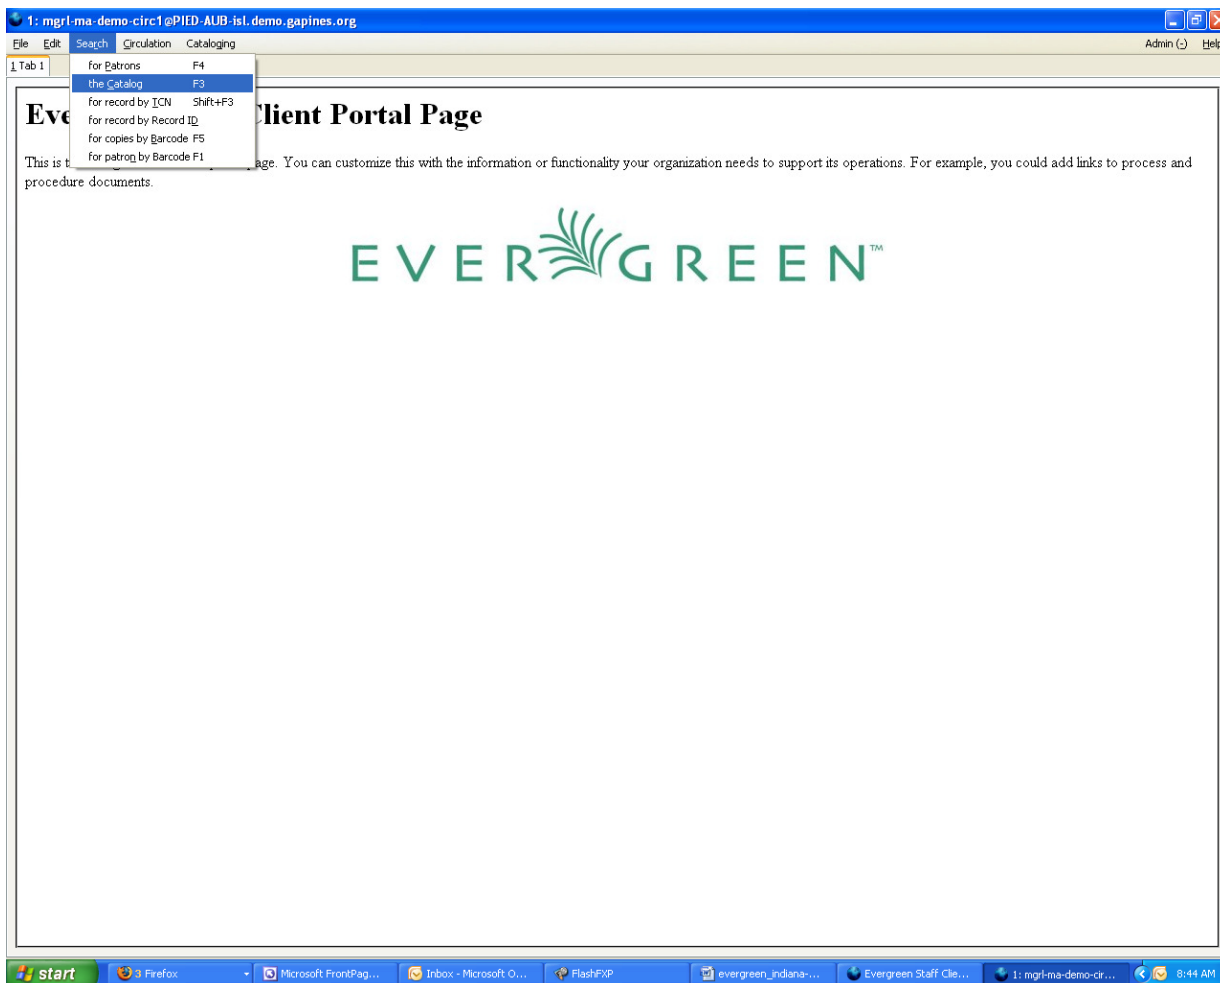 1: mgrl-ma-demo-circ1@PIED-AUB-isl.demo.gapines.org
File Edit Search Circulation Cataloging Admin (-) Help
1 Tab 1
for Patrons F4
the Catalog F3
for record by TCN Shift+F3
for record by Record ID
for copies by Barcode F5
for patron by Barcode F1
Client Portal Page
This is page. You can customize this with the information or functionality your organization needs to support its operations. For example, you could add links to process and
procedure documents.
EVERGREEN™
start 3 Firefox Microsoft FrontPag... Inbox - Microsoft O... FlashFXP evergreen_indiana-... Evergreen Staff Clie... 1: mgrl-ma-demo-cir... 8:44 AM